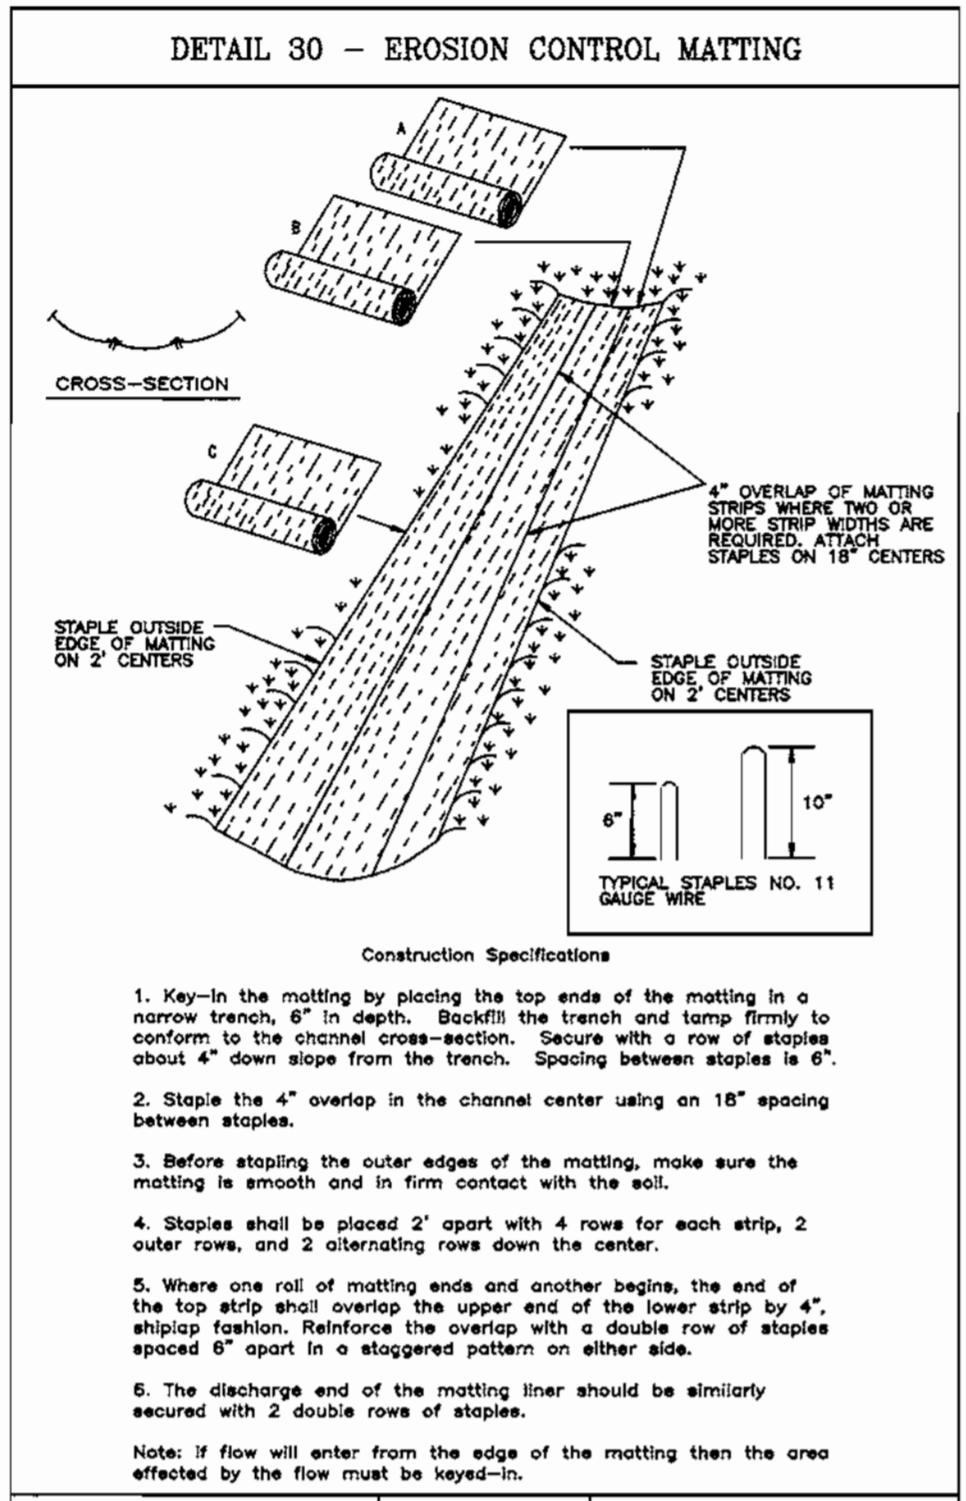 DETAIL 30 – EROSION CONTROL MATTING
A
B
CROSS–SECTION
C
4" OVERLAP OF MATTING
STRIPS WHERE TWO OR
MORE STRIP WIDTHS ARE
REQUIRED. ATTACH
STAPLES ON 18" CENTERS
STAPLE OUTSIDE
EDGE OF MATTING
ON 2' CENTERS
STAPLE OUTSIDE
EDGE OF MATTING
ON 2' CENTERS
6"
10"
TYPICAL STAPLES NO. 11
GAUGE WIRE
Construction Specifications
1. Key–in the matting by placing the top ends of the matting in a
narrow trench, 6" in depth. Backfill the trench and tamp firmly to
conform to the channel cross–section. Secure with a row of staples
about 4" down slope from the trench. Spacing between staples is 6".
2. Staple the 4" overlap in the channel center using an 18" spacing
between staples.
3. Before stapling the outer edges of the matting, make sure the
matting is smooth and in firm contact with the soil.
4. Staples shall be placed 2' apart with 4 rows for each strip, 2
outer rows, and 2 alternating rows down the center.
5. Where one roll of matting ends and another begins, the end of
the top strip shall overlap the upper end of the lower strip by 4",
shiplap fashion. Reinforce the overlap with a double row of staples
spaced 6" apart in a staggered pattern on either side.
6. The discharge end of the matting liner should be similarly
secured with 2 double rows of staples.
Note: If flow will enter from the edge of the matting then the area
effected by the flow must be keyed–in.